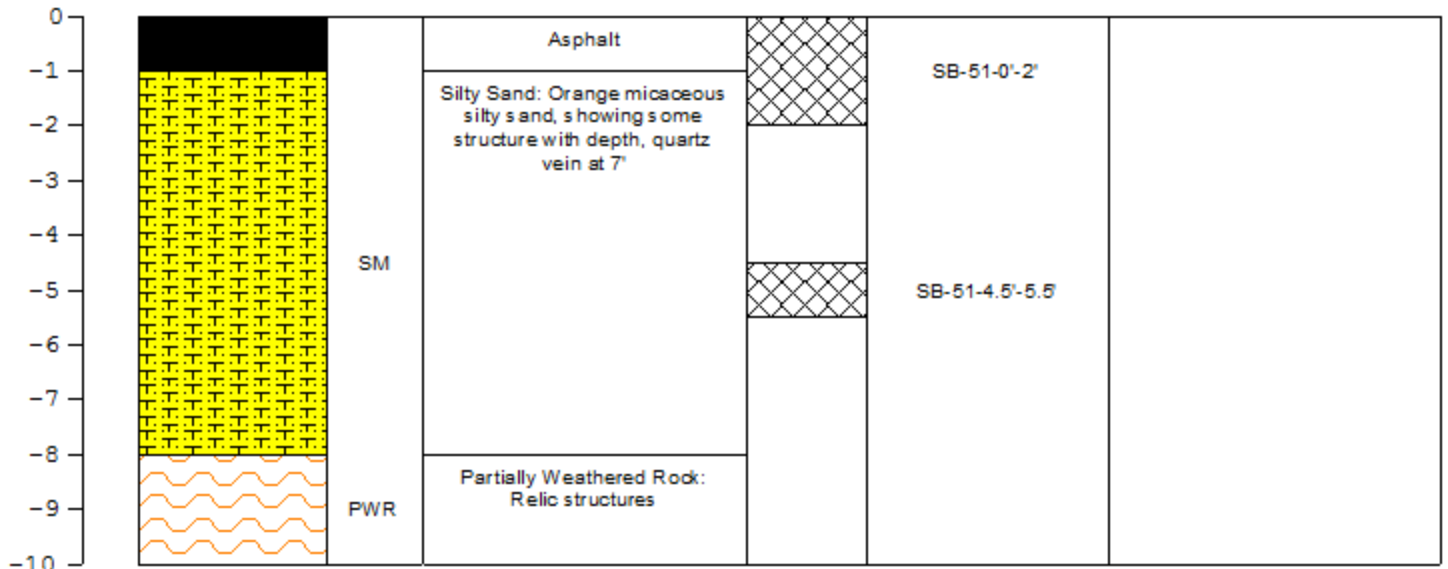 0
Asphalt
-1
SB-51-0'-2'
Silty Sand: Orange micaceous
silty sand, showing some
structure with depth, quartz
vein at 7'
-2
-3
-4
SM
-5
SB-51-4.5'-5.5'
-6
-7
-8
Partially Weathered Rock:
Relic structures
-9
PWR
-10